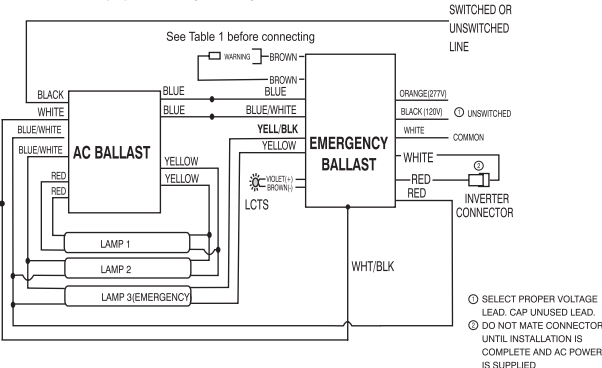 SWITCHED OR
UNSWITCHED
LINE
See Table 1 before connecting
WARNING
BROWN
BROWN
BLACK
BLUE
BLUE
ORANGE(277V)
WHITE
BLUE
BLUE/WHITE
BLACK (120V)
① UNSWITCHED
BLUE/WHITE
YELL/BLK
WHITE
COMMON
BLUE/WHITE
AC BALLAST
YELLOW
EMERGENCY
BALLAST
WHITE
②
YELLOW
RED
YELLOW
VIOLET(+)
BROWN(-)
RED
RED
RED
INVERTER
CONNECTOR
LCTS
LAMP 1
LAMP 2
WHT/BLK
LAMP 3(EMERGENCY)
① SELECT PROPER VOLTAGE
LEAD. CAP UNUSED LEAD.
② DO NOT MATE CONNECTOR
UNTIL INSTALLATION IS
COMPLETE AND AC POWER
IS SUPPLIED